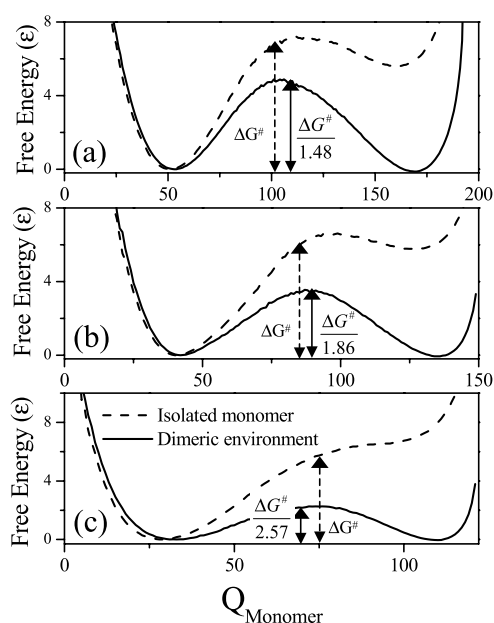 8
4
0
Free Energy (ε)
(a)
ΔG#
ΔG#
1.48
0 50 100 150 200
8
4
0
Free Energy (ε)
(b)
ΔG#
ΔG#
1.86
0 50 100 150
8
4
0
Free Energy (ε)
Isolated monomer
Dimeric environment
(c)
ΔG#
2.57
ΔG#
0 50 100
QMonomer